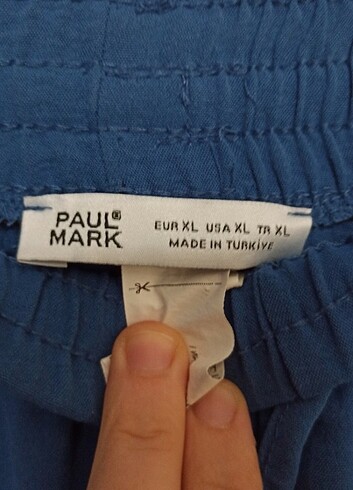 PAUL®
MARK
EUR XL USA XL TR XL
MADE IN TURKİYE